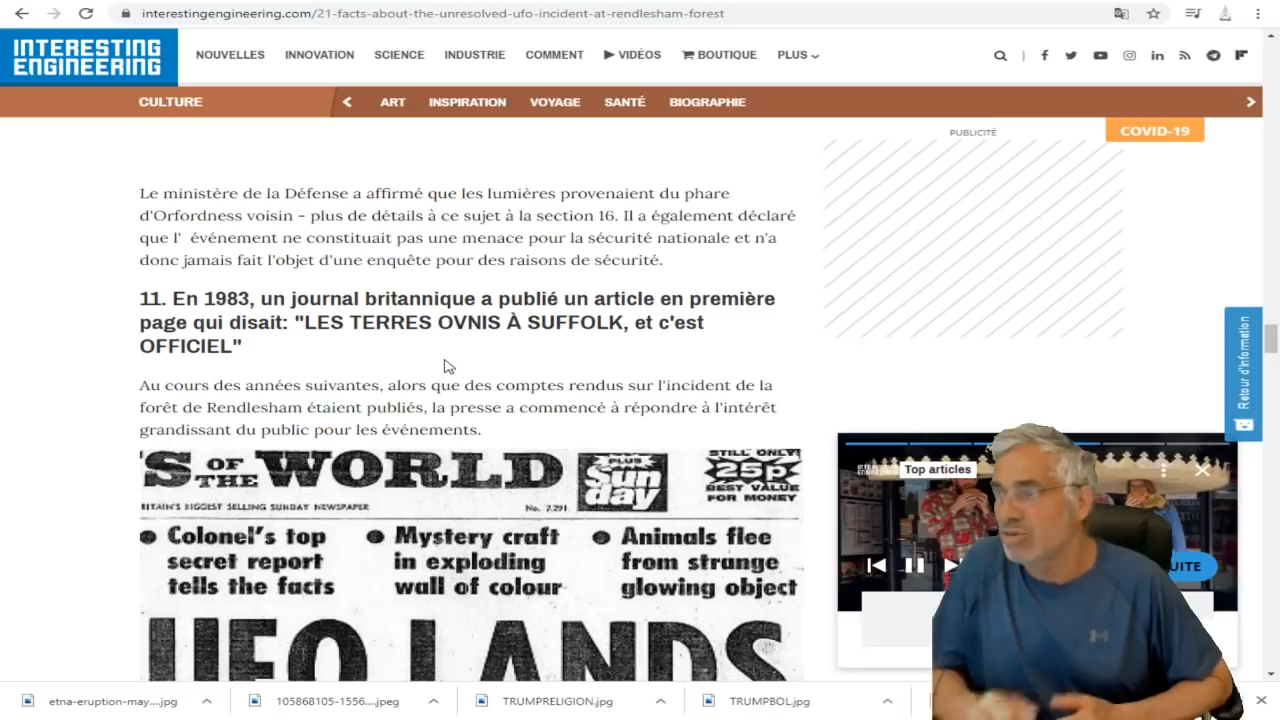 interestingengineering.com/21-facts-about-the-unresolved-ufo-incident-at-rendlesham-forest
INTERESTING
ENGINEERING
NOUVELLES INNOVATION SCIENCE INDUSTRIE COMMENT VIDÉOS BOUTIQUE PLUS
CULTURE ART INSPIRATION VOYAGE SANTÉ BIOGRAPHIE
PUBLICITÉ
COVID-19
Le ministère de la Défense a affirmé que les lumières provenaient du phare
d'Orfordness voisin - plus de détails à ce sujet à la section 16. Il a également déclaré
que l' événement ne constituait pas une menace pour la sécurité nationale et n'a
donc jamais fait l'objet d'une enquête pour des raisons de sécurité.
11. En 1983, un journal britannique a publié un article en première
page qui disait: "LES TERRES OVNIS À SUFFOLK, et c'est
OFFICIEL"
Au cours des années suivantes, alors que des comptes rendus sur l'incident de la
forêt de Rendlesham étaient publiés, la presse a commencé à répondre à l'intérêt
grandissant du public pour les événements.
Retour d'information
'S OF THE WORLD
PLUS
Sun
day
STILL ONLY
25p
BEST VALUE
FOR MONEY
RITAIN'S BIGGEST SELLING SUNDAY NEWSPAPER
No. 7,291
Colonel's top
secret report
tells the facts
Mystery craft
in exploding
wall of colour
Animals flee
from strange
glowing object
UFO LANDS
Top articles
UITE
etna-eruption-may....jpg
105868105-1556....jpeg
TRUMPRELIGION.jpg
TRUMPBOL.jpg